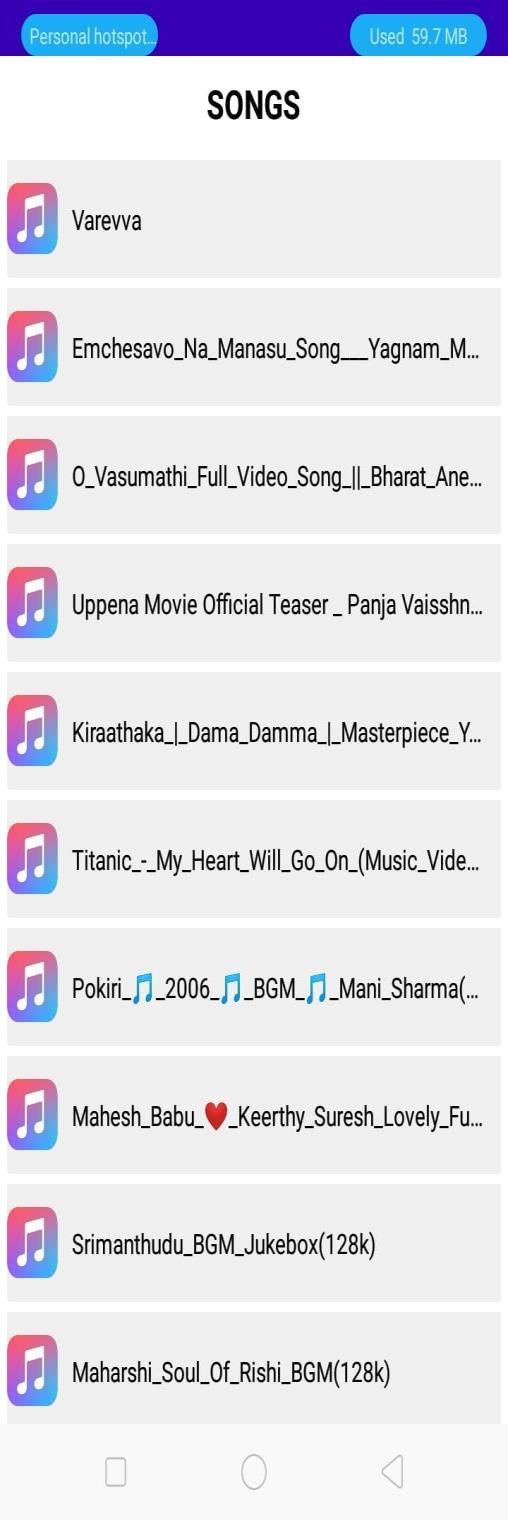 Personal hotspot...
Used 59.7 MB
SONGS
Varevva
Emchesavo_Na_Manasu_Song___Yagnam_M...
O_Vasumathi_Full_Video_Song_||_Bharat_Ane...
Uppena Movie Official Teaser _ Panja Vaisshn...
Kiraathaka_|_Dama_Damma_|_Masterpiece_Y...
Titanic_-_My_Heart_Will_Go_On_(Music_Vide...
Pokiri_🎵_2006_🎵_BGM_🎵_Mani_Sharma(...
Mahesh_Babu_❤️_Keerthy_Suresh_Lovely_Fu...
Srimanthudu_BGM_Jukebox(128k)
Maharshi_Soul_Of_Rishi_BGM(128k)